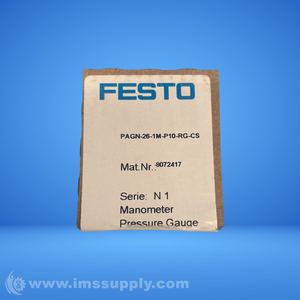 FESTO
PAGN-26-1M-P10-RG-CS
Mat.Nr.:8072417
Serie: N 1
Manometer
Pressure Gauge
© www.imssupply.com